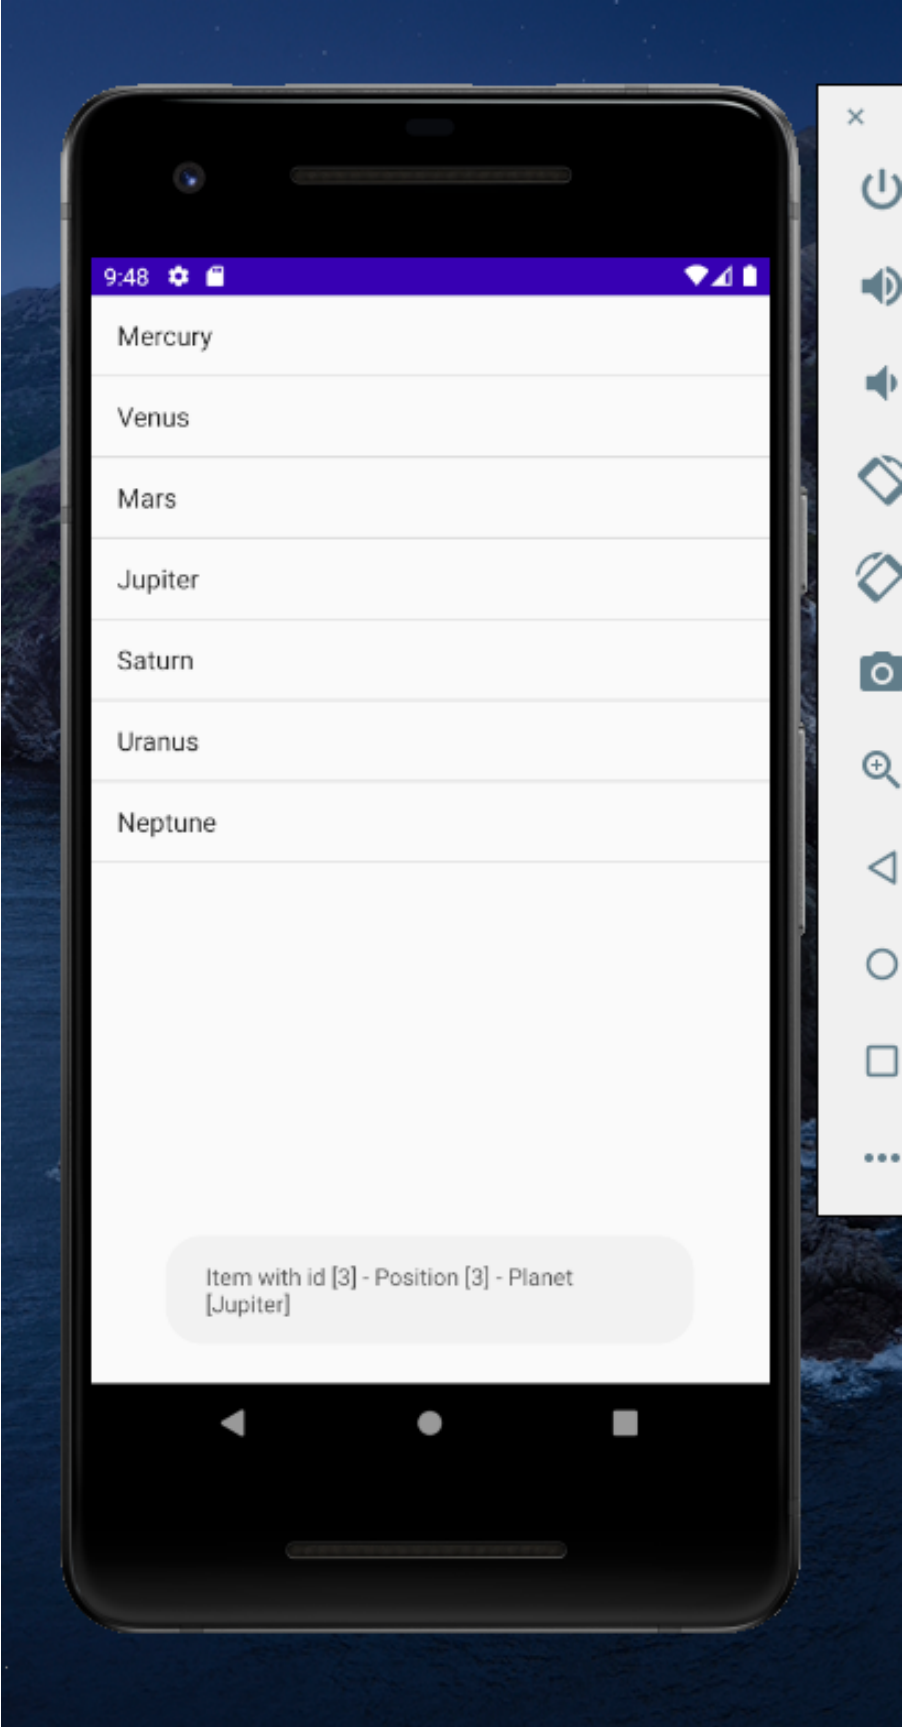 9:48
Mercury
Venus
Mars
Jupiter
Saturn
Uranus
Neptune
Item with id [3] - Position [3] - Planet
[Jupiter]